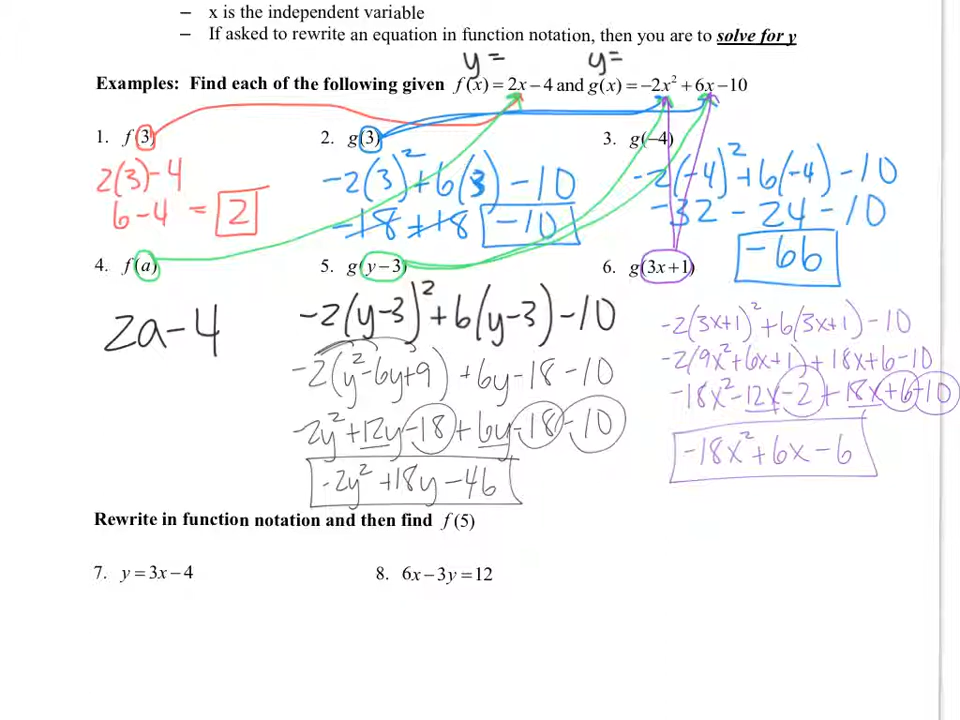 – x is the independent variable
– If asked to rewrite an equation in function notation, then you are to solve for y
y = y=
Examples: Find each of the following given f(x) = 2x – 4 and g(x) = –2x² + 6x – 10
1. f(3) 2. g(3) 3. g(–4)
2(3)-4 -2(3)²+6(3)-10 -2(-4)²+6(-4)-10
6-4 = 2 -18+18 -10 -32-24-10
-66
4. f(a) 5. g(y–3) 6. g(3x+1)
2a-4 -2(y-3)²+6(y-3)-10 -2(3x+1)²+6(3x+1)-10
-2(y²-6y+9)+6y-18-10 -2(9x²+6x+1)+18x+6-10
-2y²+12y-18+6y-18-10 -18x²-12x-2+18x+6-10
-2y²+18y-46 -18x²+6x-6
Rewrite in function notation and then find f(5)
7. y = 3x – 4 8. 6x – 3y = 12